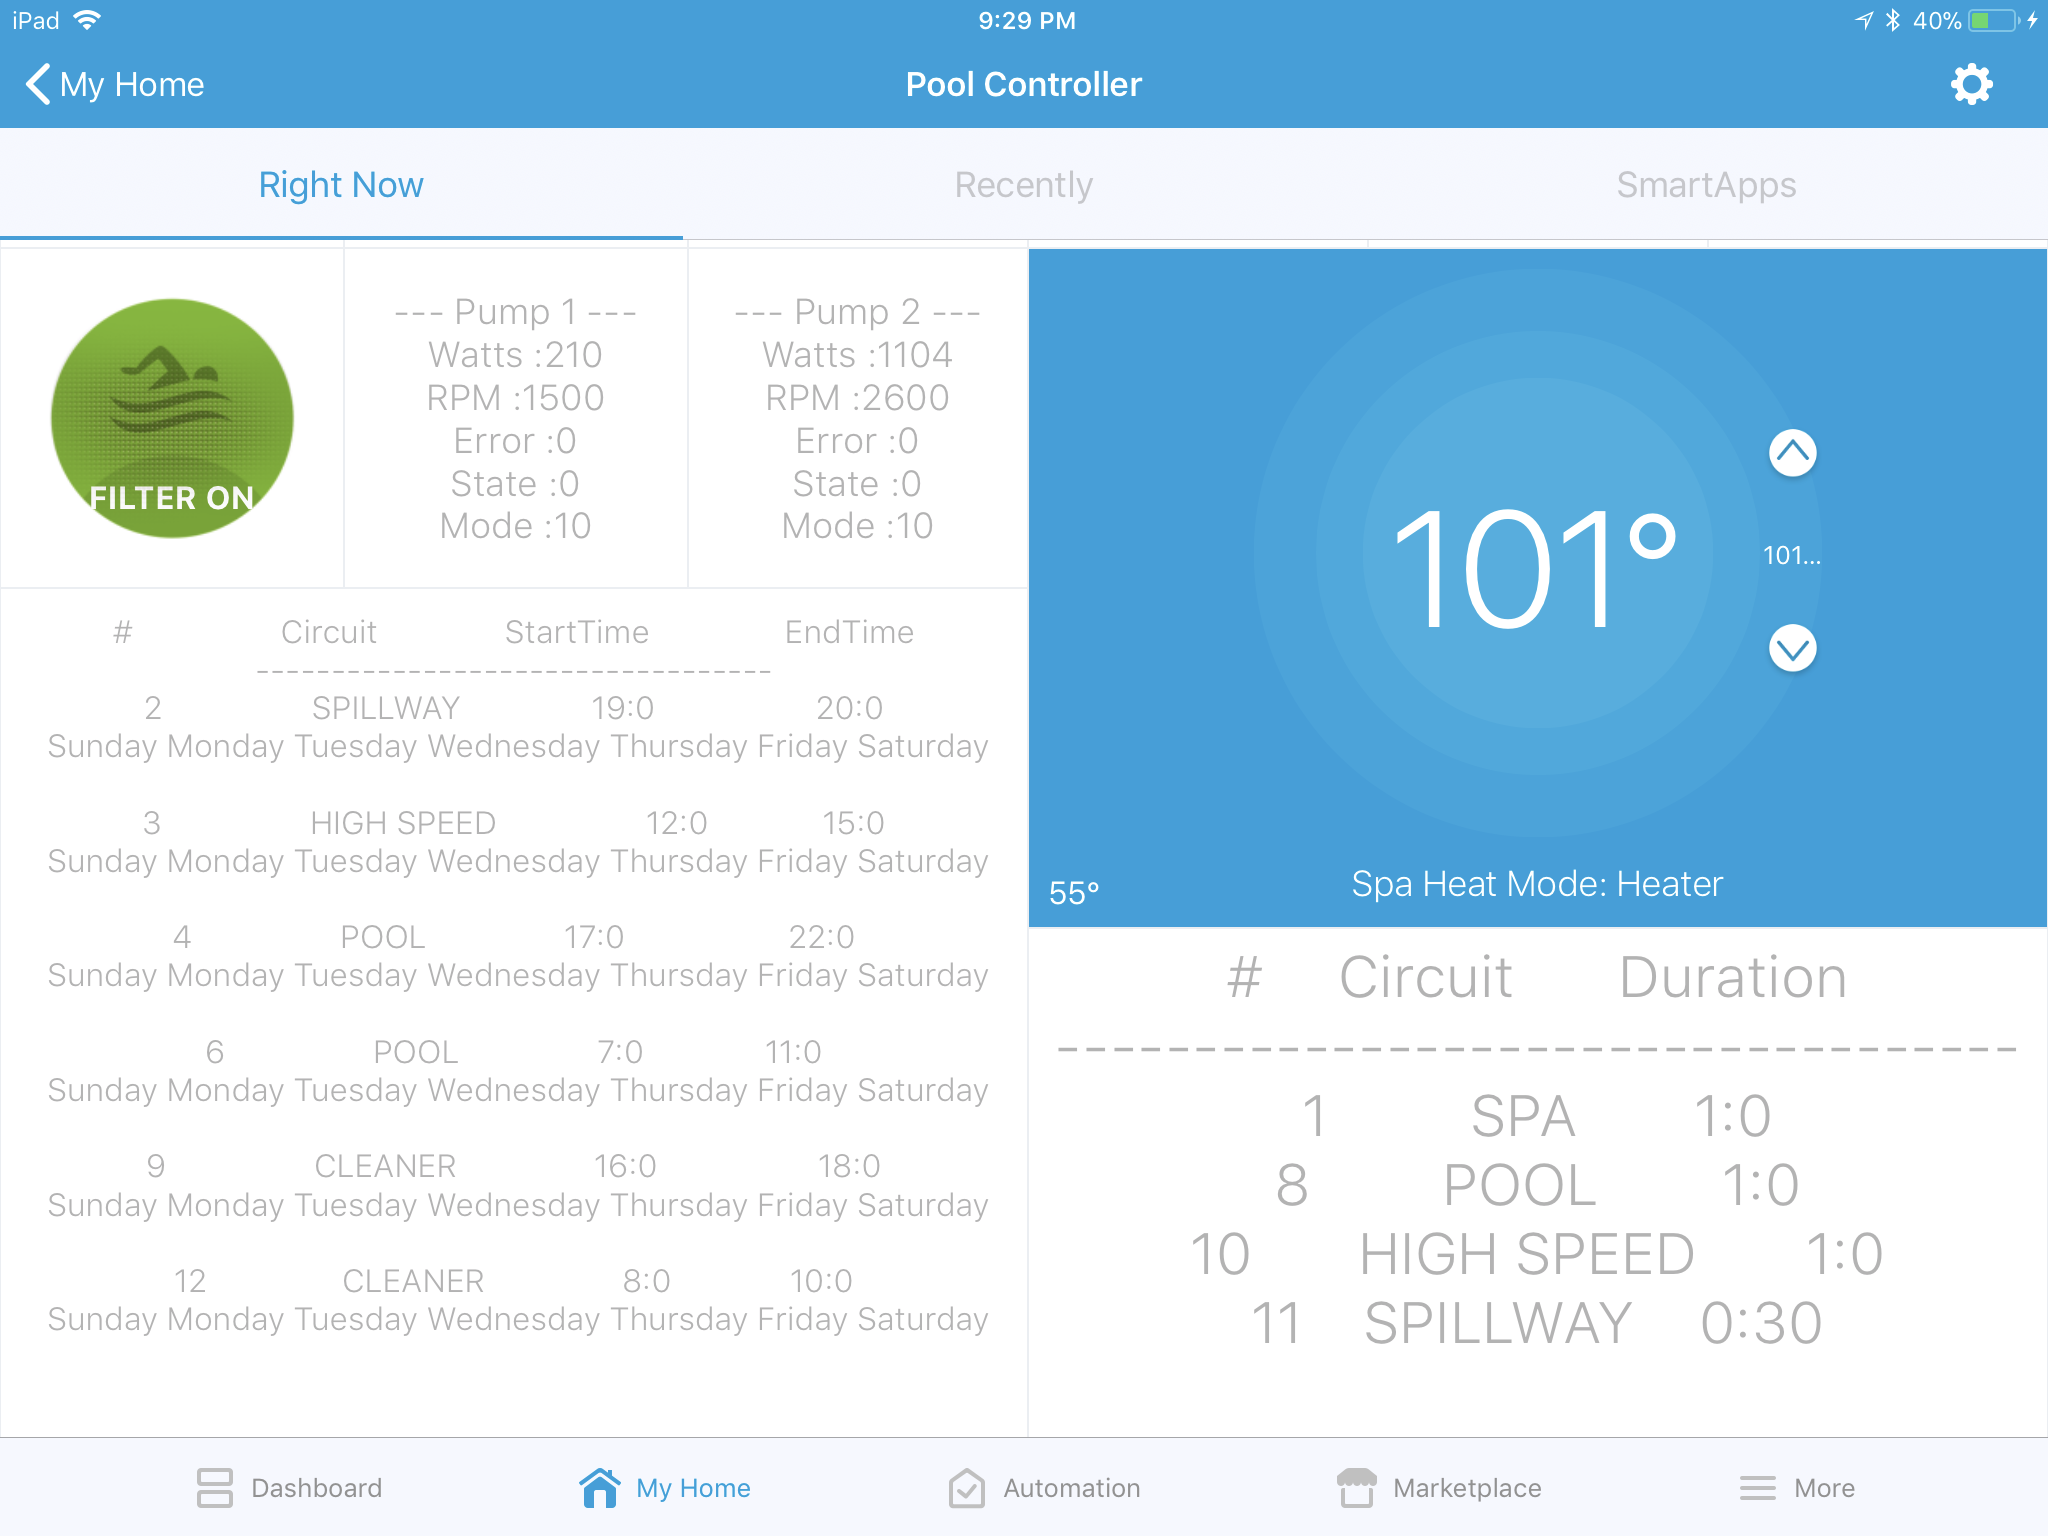 iPad 9:29 PM 40%
My Home Pool Controller
Right Now Recently SmartApps
FILTER ON
--- Pump 1 ---
Watts :210
RPM :1500
Error :0
State :0
Mode :10
--- Pump 2 ---
Watts :1104
RPM :2600
Error :0
State :0
Mode :10
# Circuit StartTime EndTime
----------------------------------
2 SPILLWAY 19:0 20:0
Sunday Monday Tuesday Wednesday Thursday Friday Saturday
3 HIGH SPEED 12:0 15:0
Sunday Monday Tuesday Wednesday Thursday Friday Saturday
4 POOL 17:0 22:0
Sunday Monday Tuesday Wednesday Thursday Friday Saturday
6 POOL 7:0 11:0
Sunday Monday Tuesday Wednesday Thursday Friday Saturday
9 CLEANER 16:0 18:0
Sunday Monday Tuesday Wednesday Thursday Friday Saturday
12 CLEANER 8:0 10:0
Sunday Monday Tuesday Wednesday Thursday Friday Saturday
101°
101...
55°
Spa Heat Mode: Heater
# Circuit Duration
-----------------------------------
1 SPA 1:0
8 POOL 1:0
10 HIGH SPEED 1:0
11 SPILLWAY 0:30
Dashboard My Home Automation Marketplace More